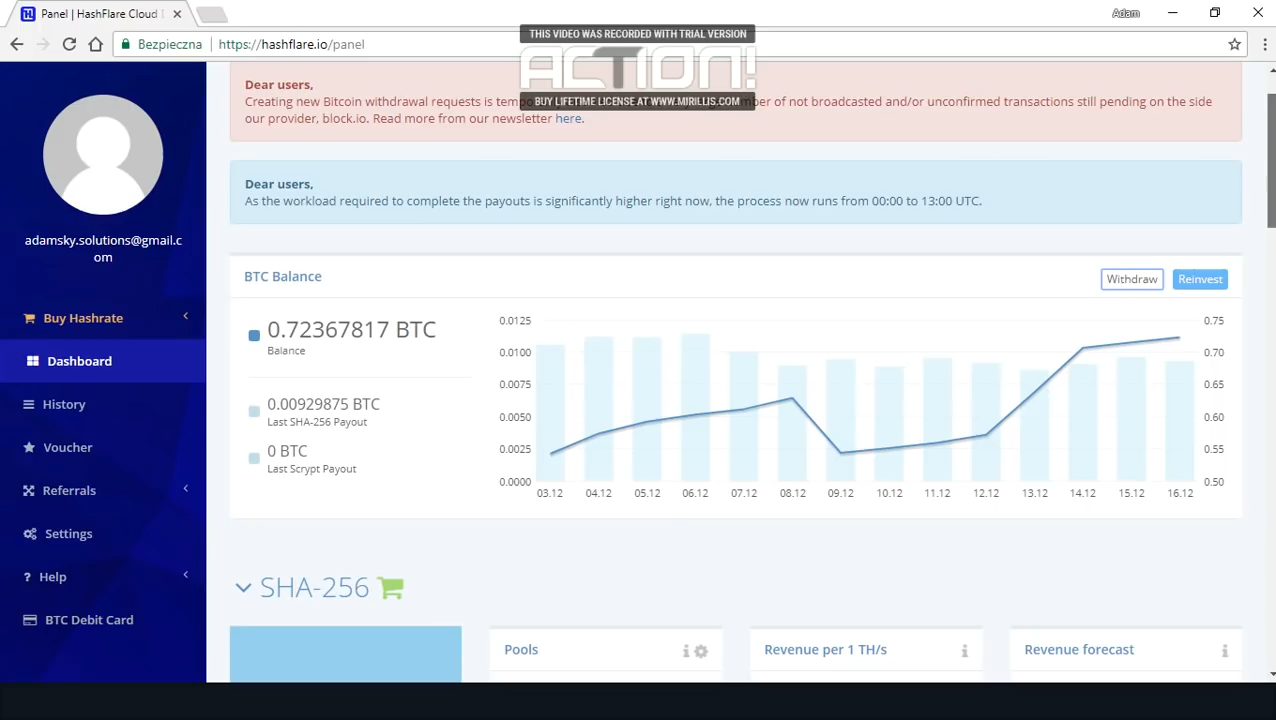 Panel | HashFlare Cloud
Adam
Bezpieczna
https://hashflare.io/panel
THIS VIDEO WAS RECORDED WITH TRIAL VERSION
ACTION!
BUY LIFETIME LICENSE AT WWW.MIRILLIS.COM
Dear users,
Creating new Bitcoin withdrawal requests is of not broadcasted and/or unconfirmed transactions still pending on the side
our provider, block.io. Read more from our newsletter here.
Dear users,
As the workload required to complete the payouts is significantly higher right now, the process now runs from 00:00 to 13:00 UTC.
adamsky.solutions@gmail.c
om
Buy Hashrate
Dashboard
History
Voucher
Referrals
Settings
? Help
BTC Debit Card
BTC Balance
Withdraw
Reinvest
0.72367817 BTC
Balance
0.00929875 BTC
Last SHA-256 Payout
0 BTC
Last Scrypt Payout
0.0125
0.0100
0.0075
0.0050
0.0025
0.0000
0.75
0.70
0.65
0.60
0.55
0.50
03.12 04.12 05.12 06.12 07.12 08.12 09.12 10.12 11.12 12.12 13.12 14.12 15.12 16.12
SHA-256
Pools
Revenue per 1 TH/s
Revenue forecast